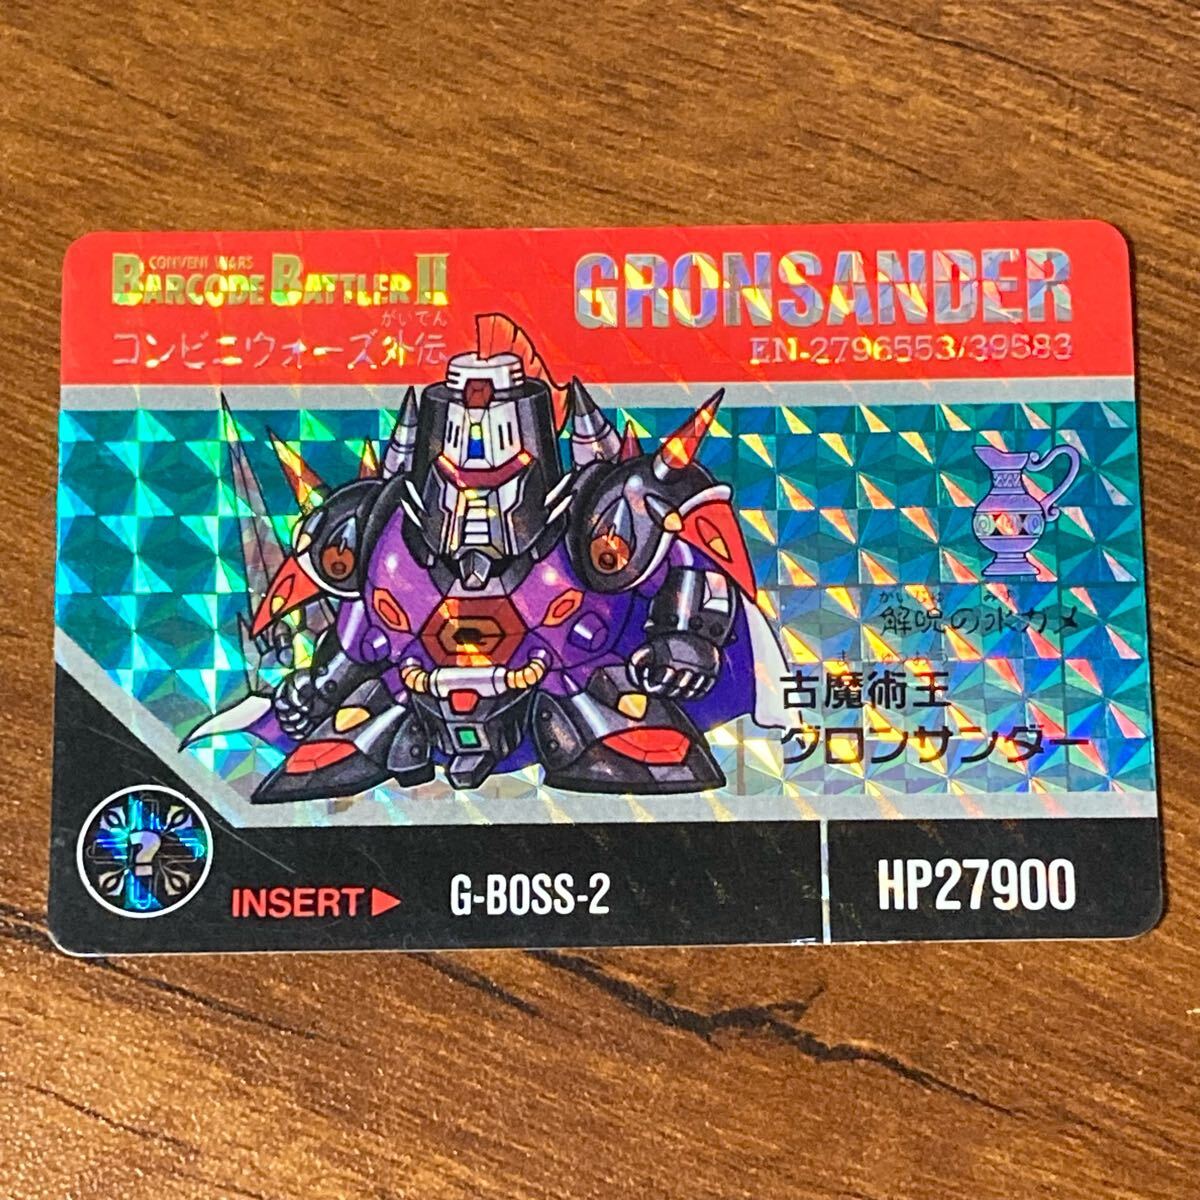 CONVENI WARS
BARCODE BATTLER II
がいでん
コンビニウォーズ外伝
GRONSANDER
EN-2796553/39583
かいじゅ みず
解呪の水カメ
古魔術王
グロンサンダー
?
INSERT▶
G-BOSS-2
HP27900